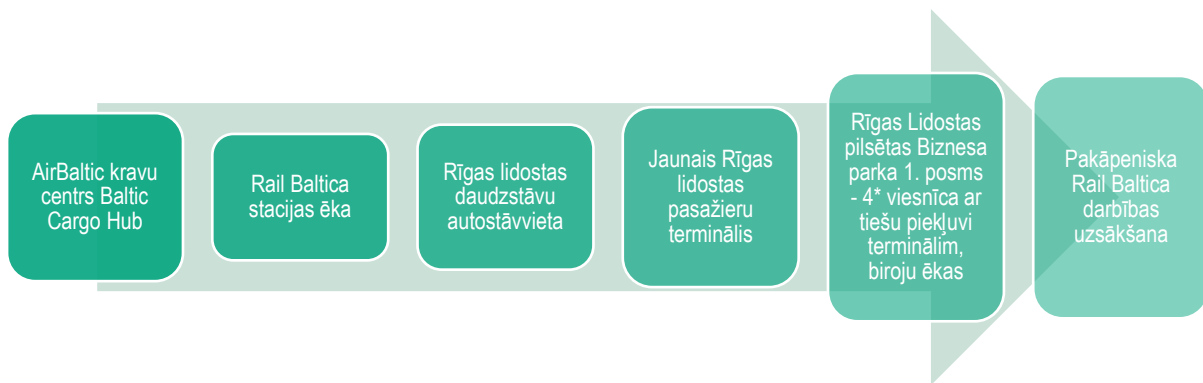 AirBaltic kravu
centrs Baltic
Cargo Hub
Rail Baltica
stacijas ēka
Rīgas lidostas
daudzstāvu
autostāvvieta
Jaunais Rīgas
lidostas
pasažieru
terminālis
Rīgas Lidostas
pilsētas Biznesa
parka 1. posms
- 4* viesnīca ar
tiešu piekļuvi
terminālim,
biroju ēkas
Pakāpeniska
Rail Baltica
darbības
uzsākšana